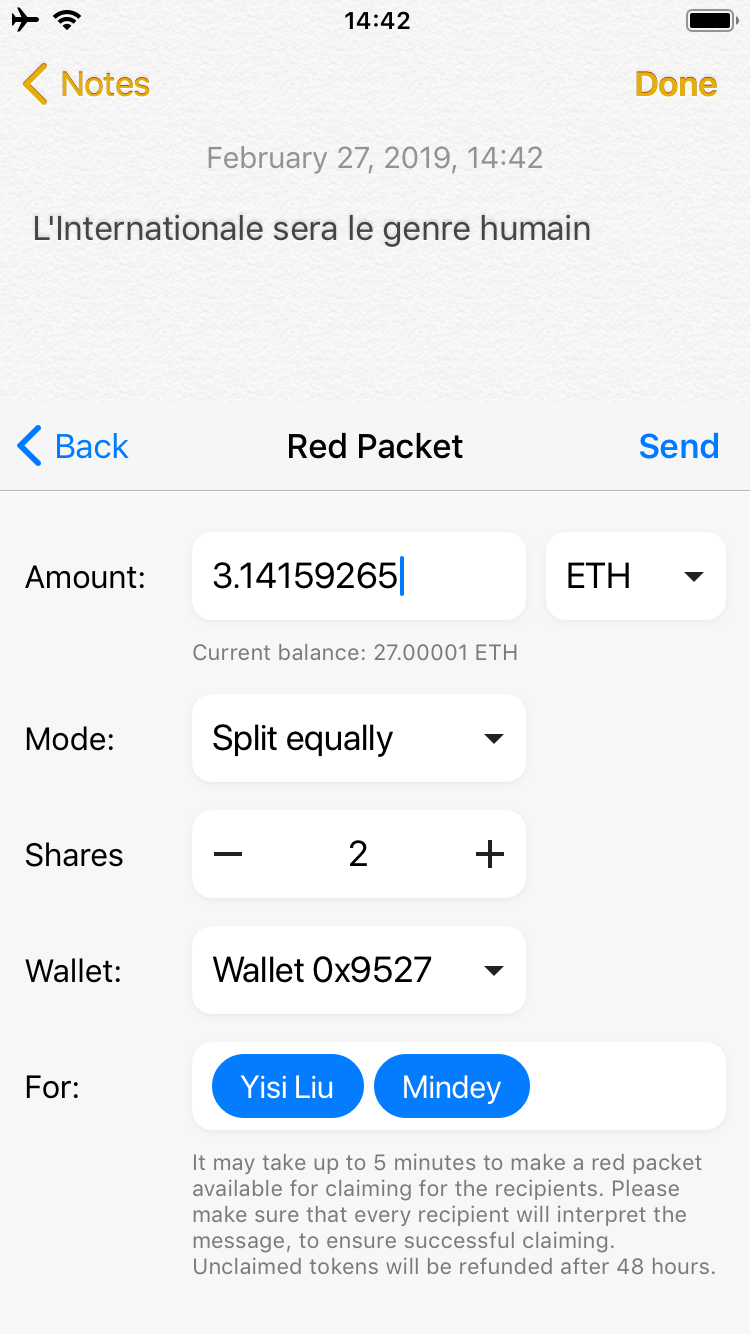 14:42
Notes
Done
February 27, 2019, 14:42
L'Internationale sera le genre humain
Back
Red Packet
Send
Amount:
3.14159265
ETH
Current balance: 27.00001 ETH
Mode:
Split equally
Shares
2
Wallet:
Wallet 0x9527
For:
Yisi Liu
Mindey
It may take up to 5 minutes to make a red packet
available for claiming for the recipients. Please
make sure that every recipient will interpret the
message, to ensure successful claiming.
Unclaimed tokens will be refunded after 48 hours.